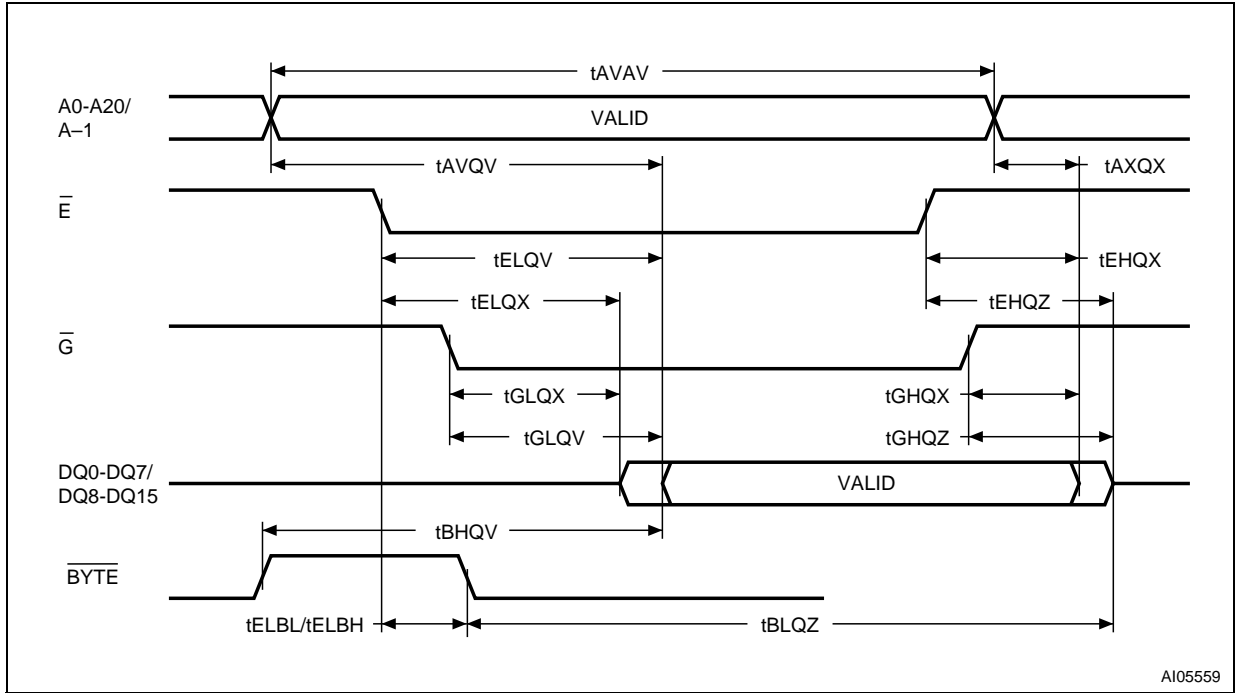 tAVAV
A0-A20/
A–1
VALID
tAVQV
tAXQX
E̅
tELQV
tEHQX
tELQX
tEHQZ
G̅
tGLQX
tGHQX
tGLQV
tGHQZ
DQ0-DQ7/
DQ8-DQ15
VALID
tBHQV
B̅Y̅T̅E̅
tELBL/tELBH
tBLQZ
AI05559